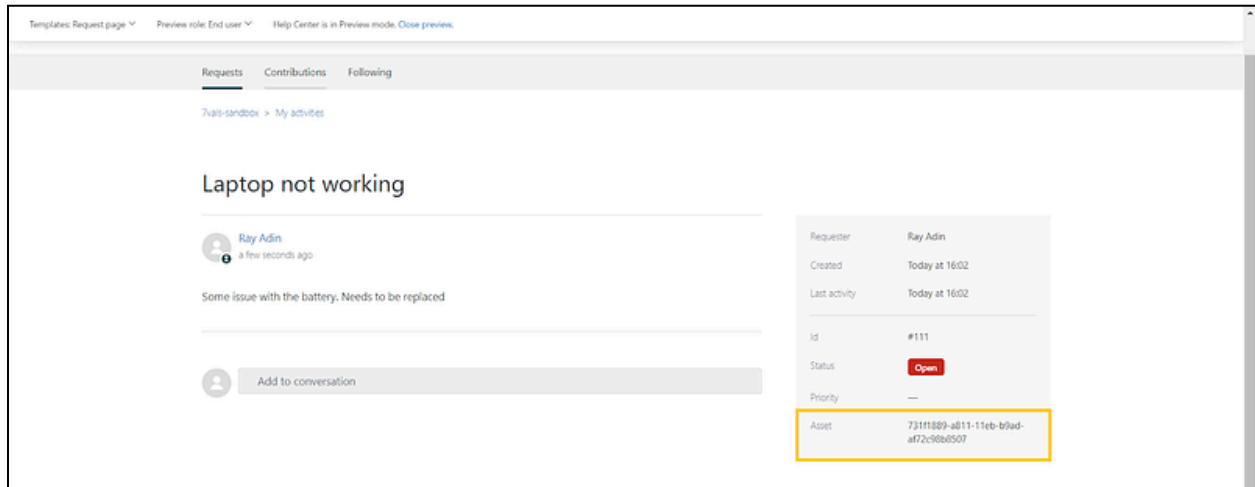 Templates: Request page Preview role: End user Help Center is in Preview mode. Close preview.
Requests Contributions Following
7vals-sandbox > My activities
Laptop not working
Ray Adin
a few seconds ago
Some issue with the battery. Needs to be replaced
Add to conversation
Requester Ray Adin
Created Today at 16:02
Last activity Today at 16:02
Id #111
Status Open
Priority —
Asset 731f1889-a811-11eb-b9ad-
af72c98b8507